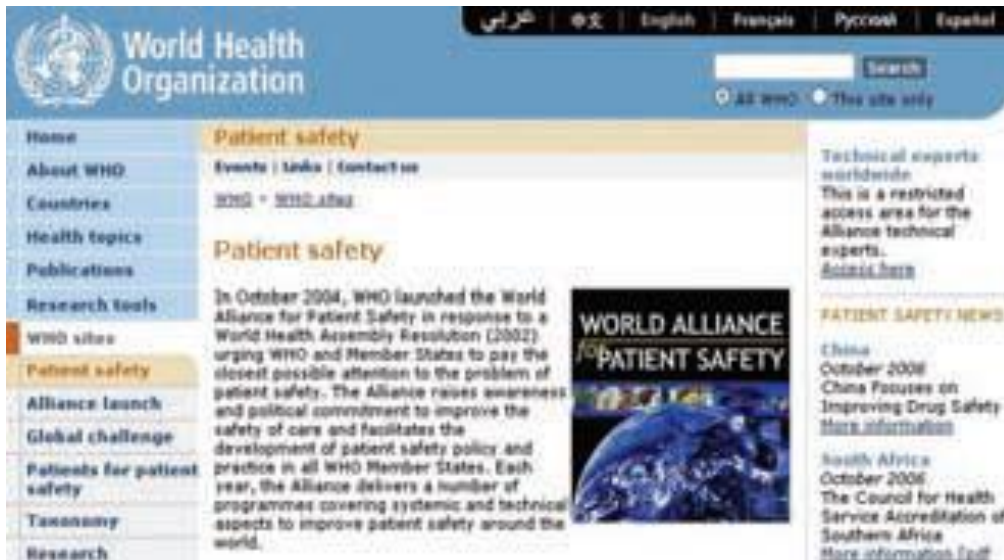 عربي | 中文 | English | Français | Русский | Español
World Health
Organization
Search
All WHO This site only
Home
About WHO
Countries
Health topics
Publications
Research tools
WHO sites
Patient safety
Alliance launch
Global challenge
Patients for patient
safety
Taxonomy
Research
Patient safety
Events | Links | Contact us
WHO > WHO sites
Patient safety
In October 2004, WHO launched the World
Alliance for Patient Safety in response to a
World Health Assembly Resolution (2002)
urging WHO and Member States to pay the
closest possible attention to the problem of
patient safety. The Alliance raises awareness
and political commitment to improve the
safety of care and facilitates the
development of patient safety policy and
practice in all WHO Member States. Each
year, the Alliance delivers a number of
programmes covering systemic and technical
aspects to improve patient safety around the
world.
WORLD ALLIANCE
for PATIENT SAFETY
Technical experts
worldwide
This is a restricted
access area for the
Alliance technical
experts.
Access here
PATIENT SAFETY NEWS
China
October 2006
China Focuses on
Improving Drug Safety
More information
South Africa
October 2006
The Council for Health
Service Accreditation of
Southern Africa
More information [pdf